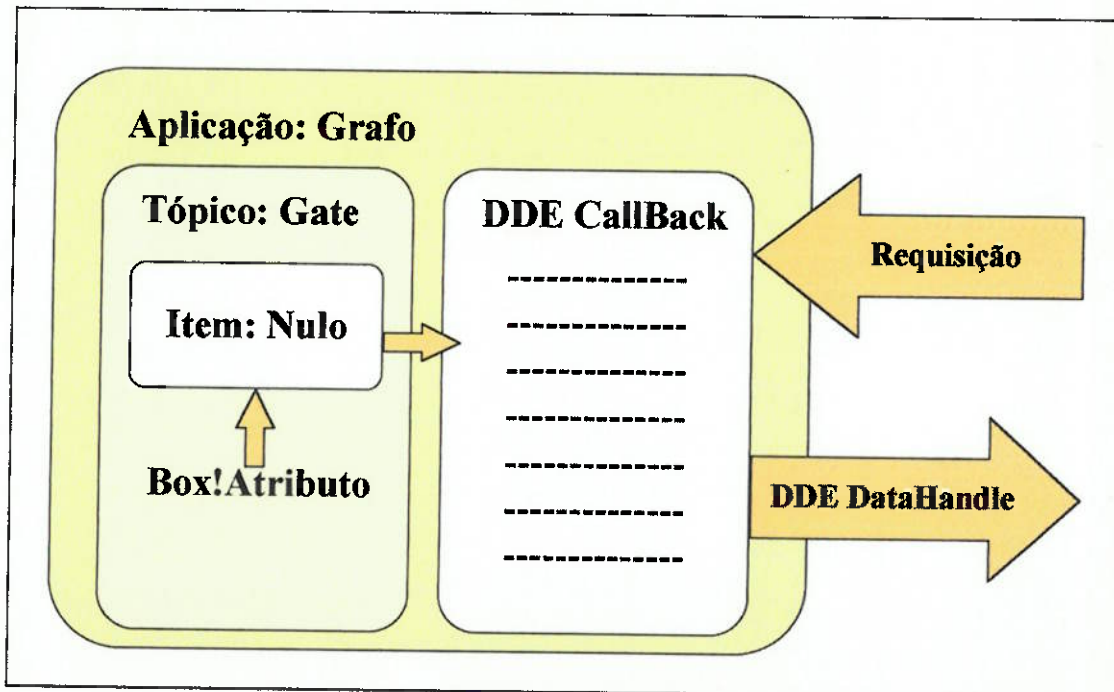 Aplicação: Grafo
Tópico: Gate
Item: Nulo
Box!Atributo
DDE CallBack
---------------
---------------
---------------
---------------
---------------
---------------
---------------
Requisição
DDE DataHandle